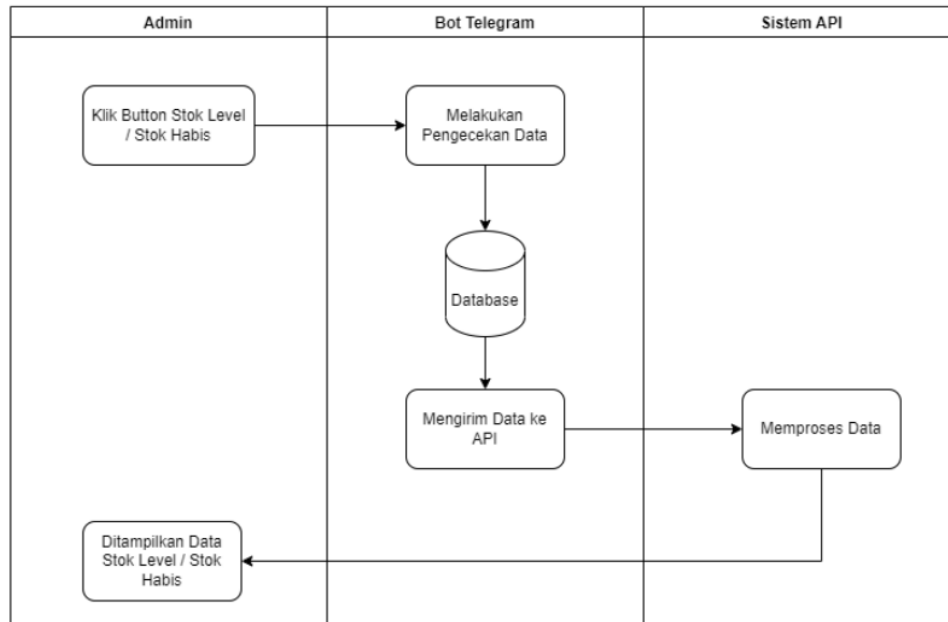 Admin
Bot Telegram
Sistem API
Klik Button Stok Level
/ Stok Habis
Melakukan
Pengecekan Data
Database
Mengirim Data ke
API
Memproses Data
Ditampilkan Data
Stok Level / Stok
Habis